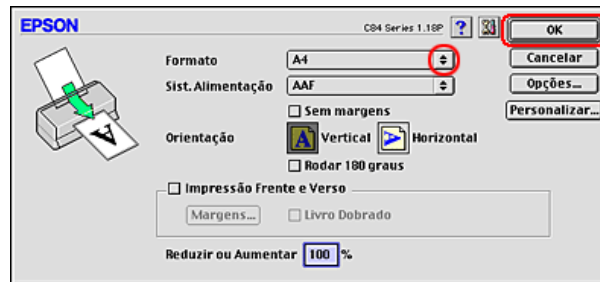 EPSON
C84 Series 1.18P ? OK
Formato A4 Cancelar
Sist. Alimentação AAF Opções...
Sem margens Personalizar...
Orientação A Vertical A Horizontal
Rodar 180 graus
Impressão Frente e Verso
Margens... Livro Dobrado
Reduzir ou Aumentar 100 %
A